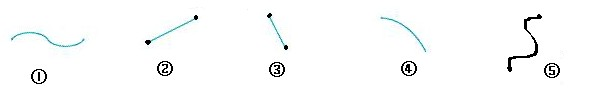 ① ② ③ ④ ⑤